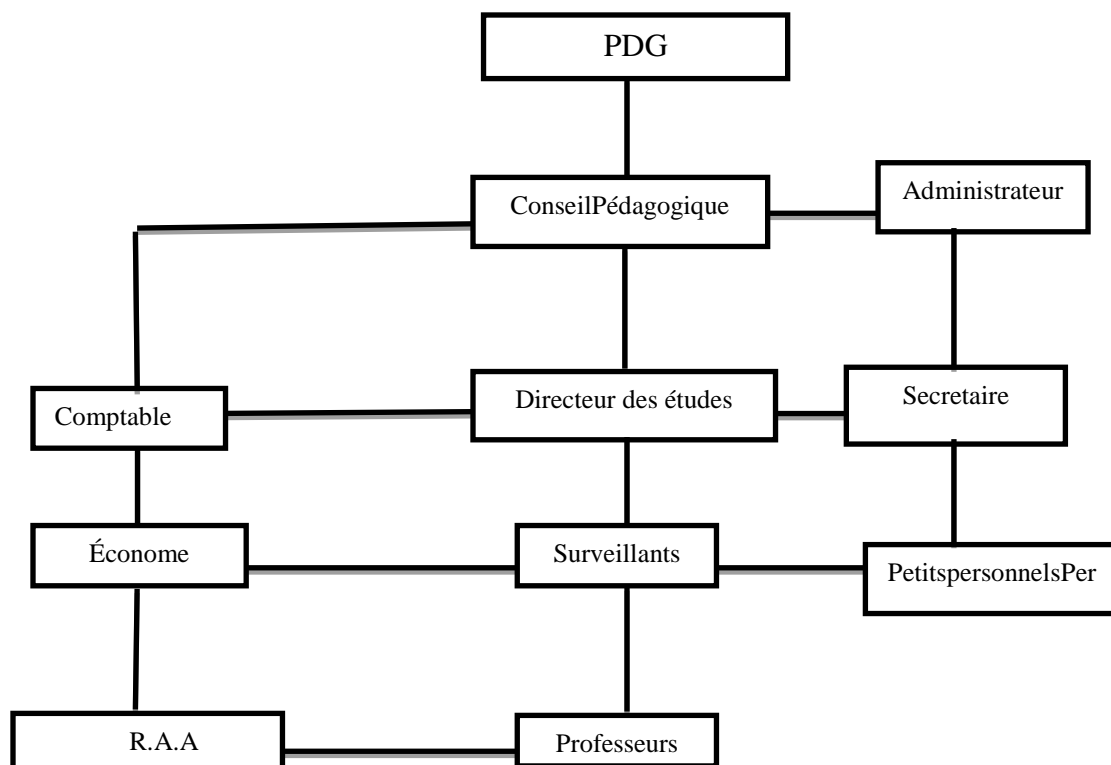 PDG
ConseilPédagogique
Administrateur
Comptable
Directeur des études
Secretaire
Économe
Surveillants
PetitspersonnelsPer
R.A.A
Professeurs